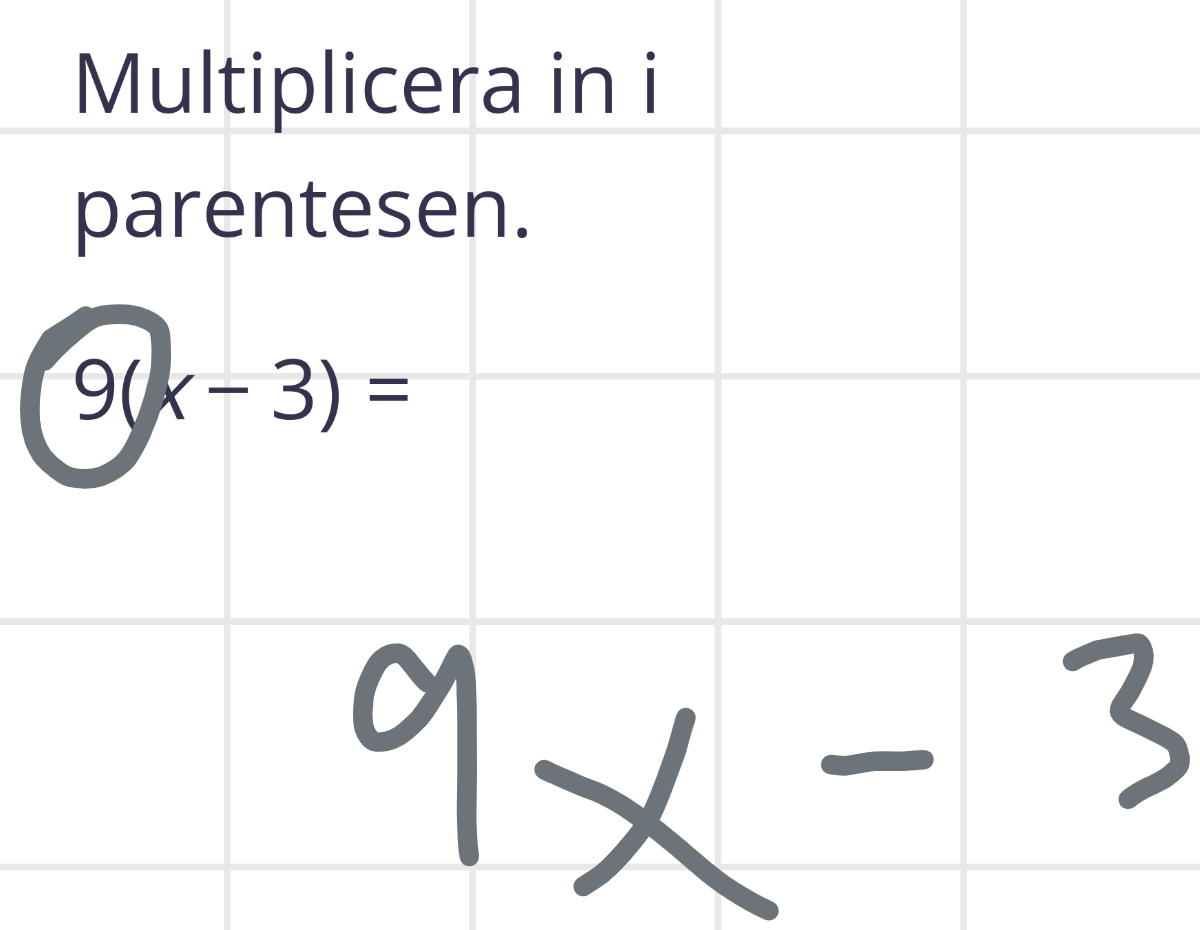 Multiplicera in i
parentesen.
9(x − 3) =
9x − 3